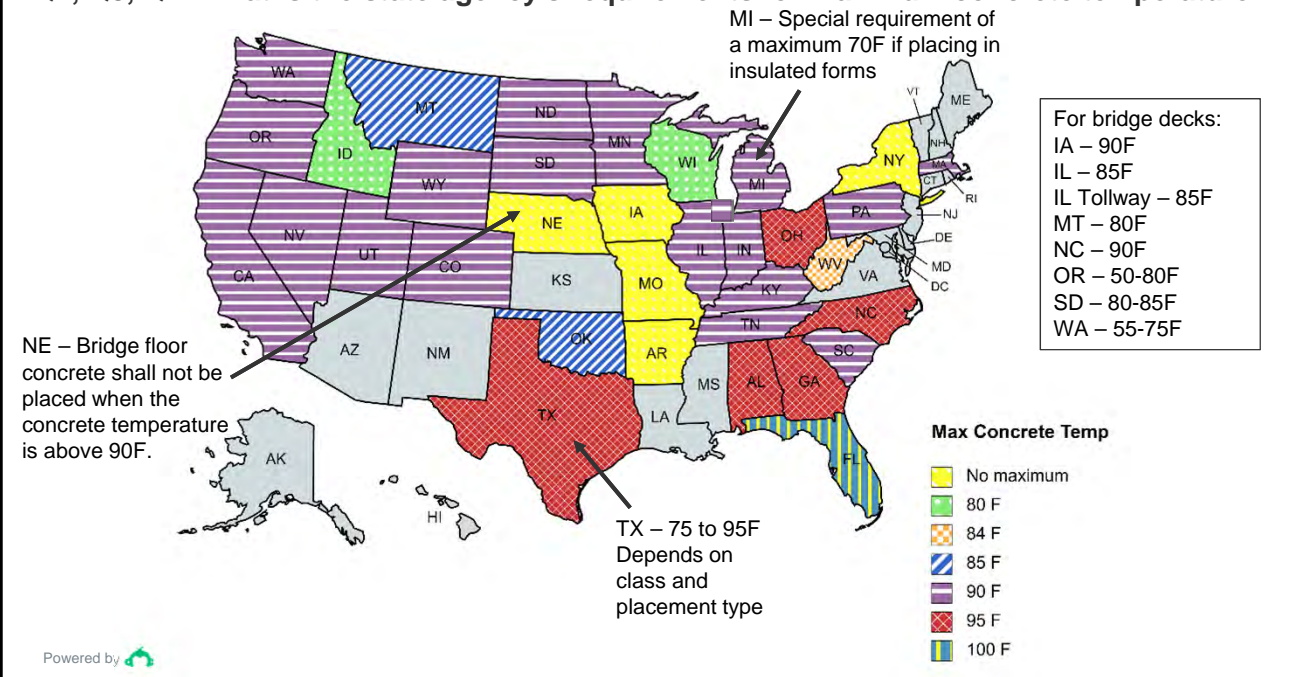 MI – Special requirement of
a maximum 70F if placing in
insulated forms
WA
MT
ND
OR
ID
MN
SD
WI
WY
MI
VT
ME
NH
NY
MA
CT
RI
For bridge decks:
IA – 90F
IL – 85F
IL Tollway – 85F
MT – 80F
NC – 90F
OR – 50-80F
SD – 80-85F
WA – 55-75F
NE
IA
PA
NJ
NV
UT
CO
IL
IN
OH
DE
CA
KS
MO
WV
VA
MD
DC
KY
TN
NC
NE – Bridge floor
concrete shall not be
placed when the
concrete temperature
is above 90F.
AZ
NM
OK
AR
SC
MS
AL
GA
TX
LA
FL
AK
HI
TX – 75 to 95F
Depends on
class and
placement type
Max Concrete Temp
No maximum
80 F
84 F
85 F
90 F
95 F
100 F
Powered by